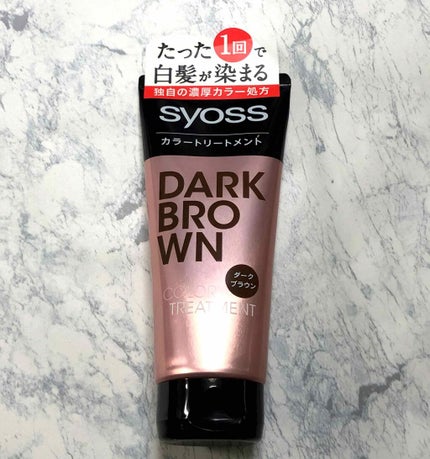 たった1回で
白髪が染まる
独自の濃厚カラー処方
syoss
カラートリートメント
DARK
BRO
WN
ダーク
ブラウン
COLOR
TREATMENT